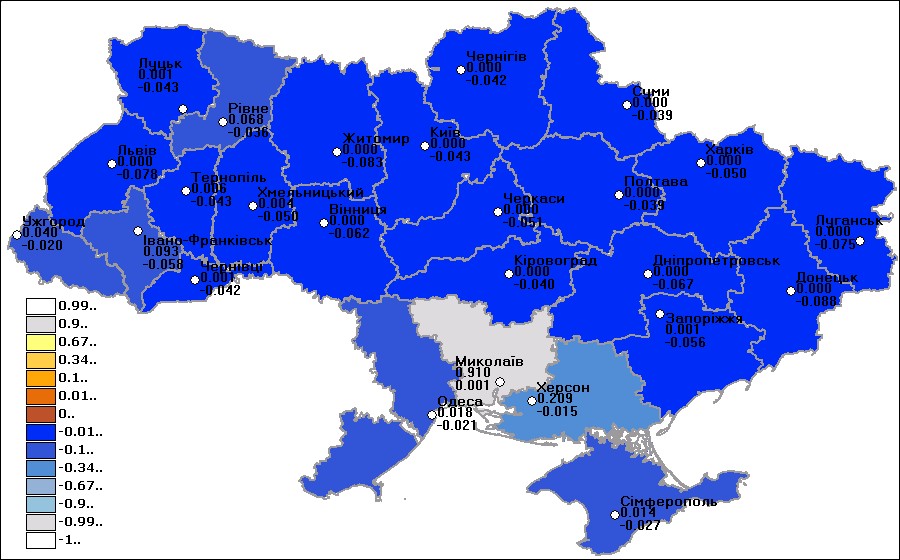 Луцьк
0.001
-0.043
Рівне
0.068
-0.036
Житомир
0.000
-0.083
Київ
0.000
-0.043
Чернігів
0.000
-0.042
Суми
0.000
-0.039
Львів
0.000
-0.078
Тернопіль
0.006
-0.043
Хмельницький
0.004
-0.050
Вінниця
0.000
-0.062
Черкаси
0.000
-0.051
Полтава
0.000
-0.039
Харків
0.000
-0.050
Луганськ
0.000
-0.075
Ужгород
0.040
-0.020
Івано-Франківськ
0.093
-0.058
Чернівці
0.001
-0.042
Кіровоград
0.000
-0.040
Дніпропетровськ
0.000
-0.067
Донецьк
0.000
-0.088
Запоріжжя
0.001
-0.056
Миколаїв
0.910
0.001
Херсон
0.209
-0.015
Одеса
0.018
-0.021
Сімферополь
0.014
-0.027
0.99..
0.9..
0.67..
0.34..
0.1..
0.01..
0..
-0.01..
-0.1..
-0.34..
-0.67..
-0.9..
-0.99..
-1..